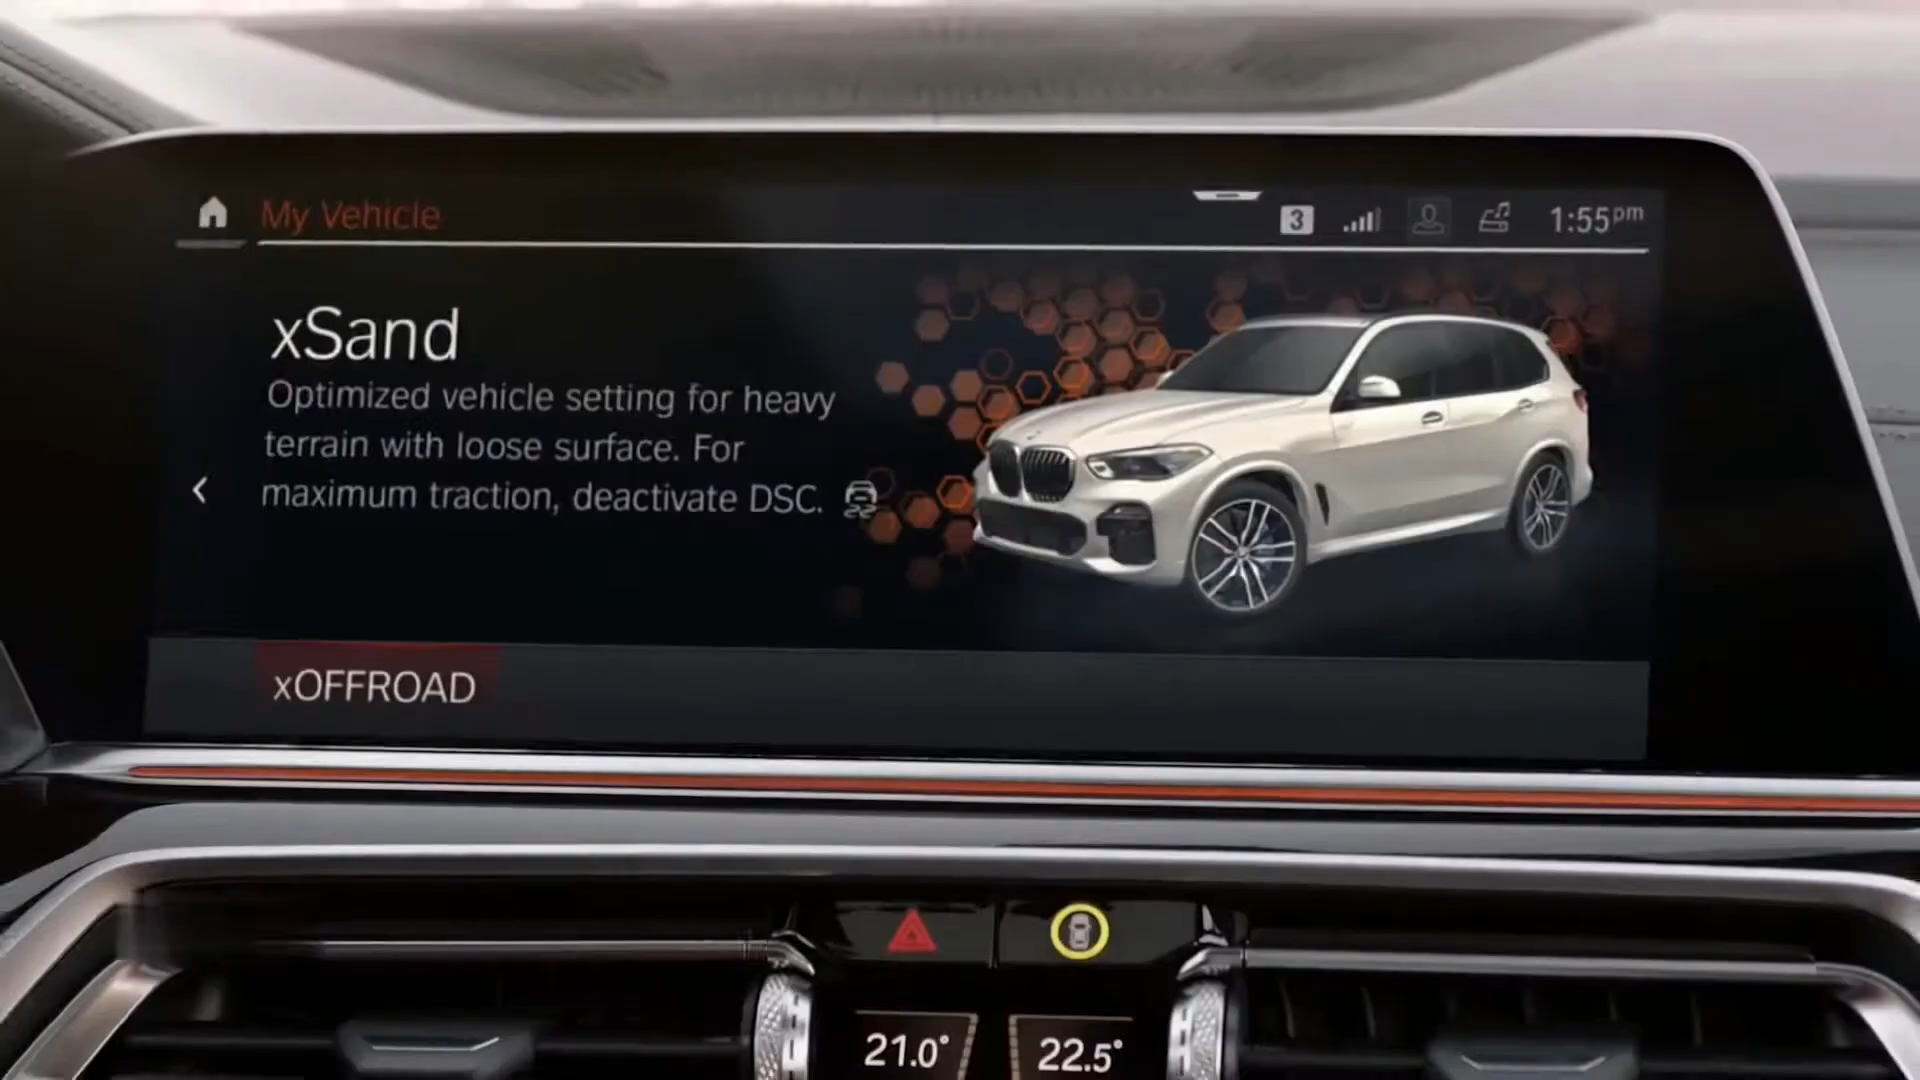 My Vehicle
3
1:55pm
xSand
Optimized vehicle setting for heavy
terrain with loose surface. For
maximum traction, deactivate DSC.
xOFFROAD
21.0°
22.5°